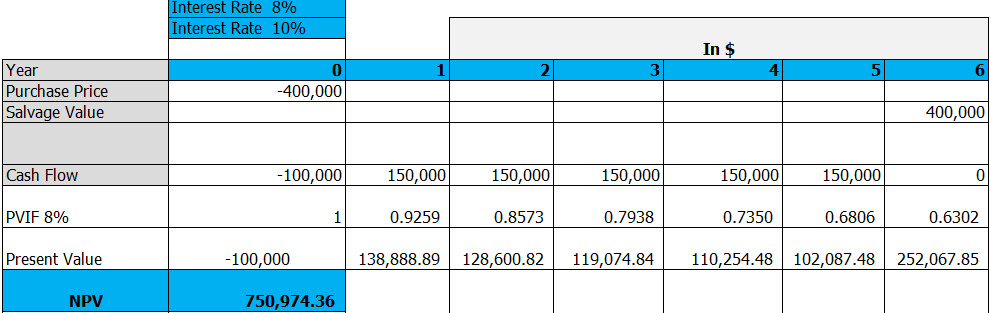 Interest Rate 8%
Interest Rate 10%
In $
Year 0 1 2 3 4 5 6
Purchase Price -400,000
Salvage Value 400,000
Cash Flow -100,000 150,000 150,000 150,000 150,000 150,000 0
PVIF 8% 1 0.9259 0.8573 0.7938 0.7350 0.6806 0.6302
Present Value -100,000 138,888.89 128,600.82 119,074.84 110,254.48 102,087.48 252,067.85
NPV 750,974.36